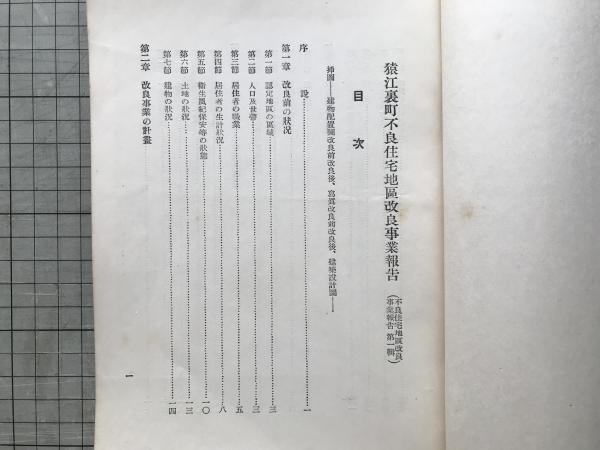 猿江裏町不良住宅地區改良事業報告
(不良住宅地區改良
事業報告 第一輯)
目次
挿圖——建物配置圖改良前改良後、寫眞改良前改良後、建築設計圖——
序說……一
第一章 改良前の狀況
第一節 認定地區の區域……三
第二節 人口及世帶……三
第三節 居住者の職業……五
第四節 居住者の生計狀況……八
第五節 衞生風紀保安等の狀態……一〇
第六節 土地の狀況……一三
第七節 建物の狀況……一四
第二章 改良事業の計畫
一